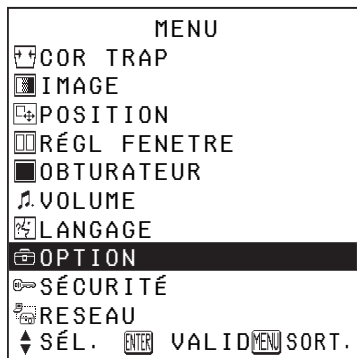 MENU
COR TRAP
IMAGE
POSITION
RÉGL FENETRE
OBTURATEUR
VOLUME
LANGAGE
OPTION
SÉCURITÉ
RESEAU
SÉL. ENTER VALID MENU SORT.